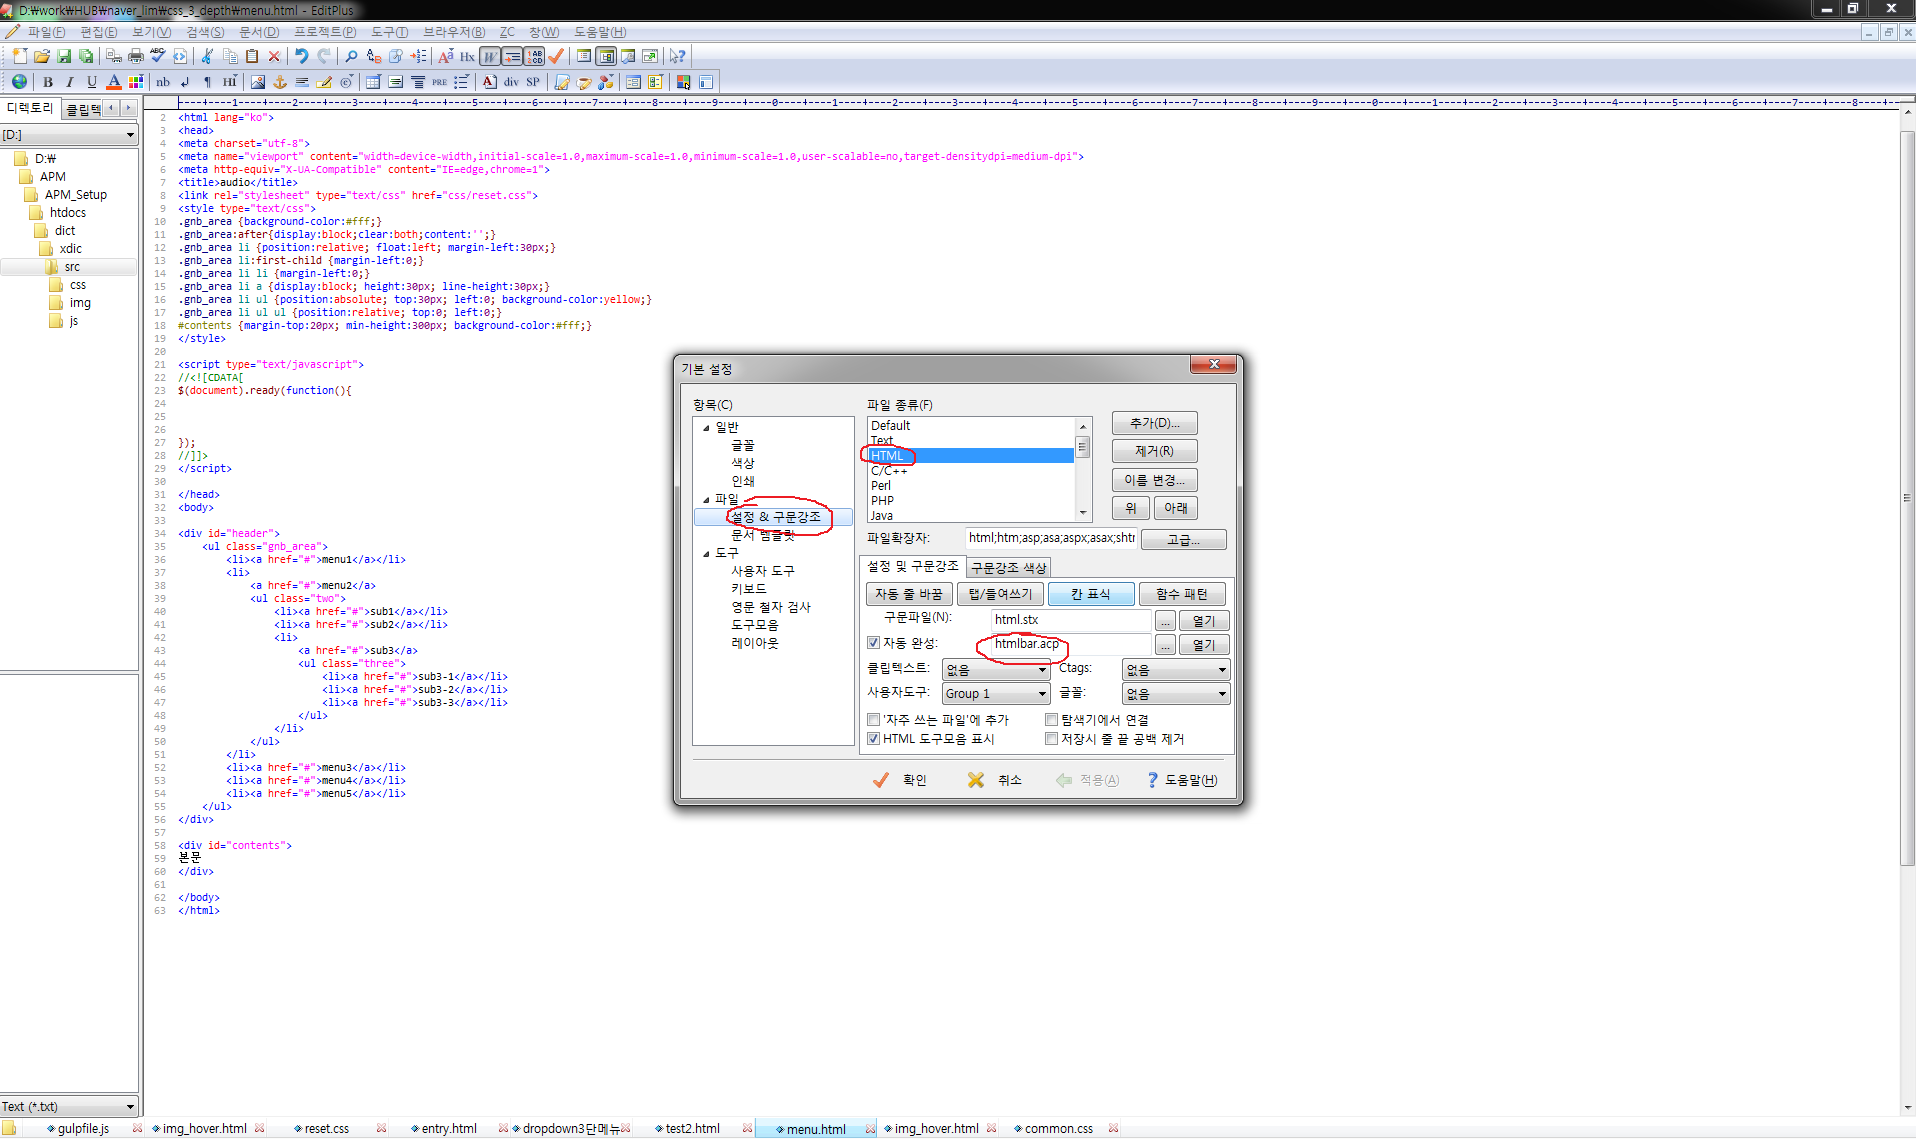 D:₩work₩HUB₩naver_lim₩css_3_depth₩menu.html - EditPlus
파일(F) 편집(E) 보기(V) 검색(S) 문서(D) 프로젝트(P) 도구(T) 브라우저(B) ZC 창(W) 도움말(H)
디렉토리 클립텍
[D:]
D:₩
APM
APM_Setup
htdocs
dict
xdic
src
css
img
js
Text (*.txt)
2 <html lang="ko">
3 <head>
4 <meta charset="utf-8">
5 <meta name="viewport" content="width=device-width,initial-scale=1.0,maximum-scale=1.0,minimum-scale=1.0,user-scalable=no,target-densitydpi=medium-dpi">
6 <meta http-equiv="X-UA-Compatible" content="IE=edge,chrome=1">
7 <title>audio</title>
8 <link rel="stylesheet" type="text/css" href="css/reset.css">
9 <style type="text/css">
10 .gnb_area {background-color:#fff;}
11 .gnb_area:after{display:block;clear:both;content:'';}
12 .gnb_area li {position:relative; float:left; margin-left:30px;}
13 .gnb_area li:first-child {margin-left:0;}
14 .gnb_area li li {margin-left:0;}
15 .gnb_area li a {display:block; height:30px; line-height:30px;}
16 .gnb_area li ul {position:absolute; top:30px; left:0; background-color:yellow;}
17 .gnb_area li ul ul {position:relative; top:0; left:0;}
18 #contents {margin-top:20px; min-height:300px; background-color:#fff;}
19 </style>
20
21 <script type="text/javascript">
22 //<![CDATA[
23 $(document).ready(function(){
24
25
26
27 });
28 //]]>
29 </script>
30
31 </head>
32 <body>
33
34 <div id="header">
35 <ul class="gnb_area">
36 <li><a href="#">menu1</a></li>
37 <li>
38 <a href="#">menu2</a>
39 <ul class="two">
40 <li><a href="#">sub1</a></li>
41 <li><a href="#">sub2</a></li>
42 <li>
43 <a href="#">sub3</a>
44 <ul class="three">
45 <li><a href="#">sub3-1</a></li>
46 <li><a href="#">sub3-2</a></li>
47 <li><a href="#">sub3-3</a></li>
48 </ul>
49 </li>
50 </ul>
51 </li>
52 <li><a href="#">menu3</a></li>
53 <li><a href="#">menu4</a></li>
54 <li><a href="#">menu5</a></li>
55 </ul>
56 </div>
57
58 <div id="contents">
59 본문
60 </div>
61
62 </body>
63 </html>
기본 설정
항목(C)
일반
글꼴
색상
인쇄
파일
설정 & 구문강조
문서 템플릿
도구
사용자 도구
키보드
영문 철자 검사
도구모음
레이아웃
파일 종류(F)
Default
Text
HTML
C/C++
Perl
PHP
Java
추가(D)...
제거(R)
이름 변경...
위 아래
파일확장자: html;htm;asp;asa;aspx;asax;shtr 고급...
설정 및 구문강조 구문강조 색상
자동 줄 바꿈 탭/들여쓰기 칸 표식 함수 패턴
구문파일(N): html.stx ... 열기
자동 완성: htmlbar.acp ... 열기
클립텍스트: 없음 Ctags: 없음
사용자도구: Group 1 글꼴: 없음
'자주 쓰는 파일'에 추가 탐색기에서 연결
HTML 도구모음 표시 저장시 줄 끝 공백 제거
확인 취소 적용(A) 도움말(H)
gulpfile.js img_hover.html reset.css entry.html dropdown3단메뉴 test2.html menu.html img_hover.html common.css